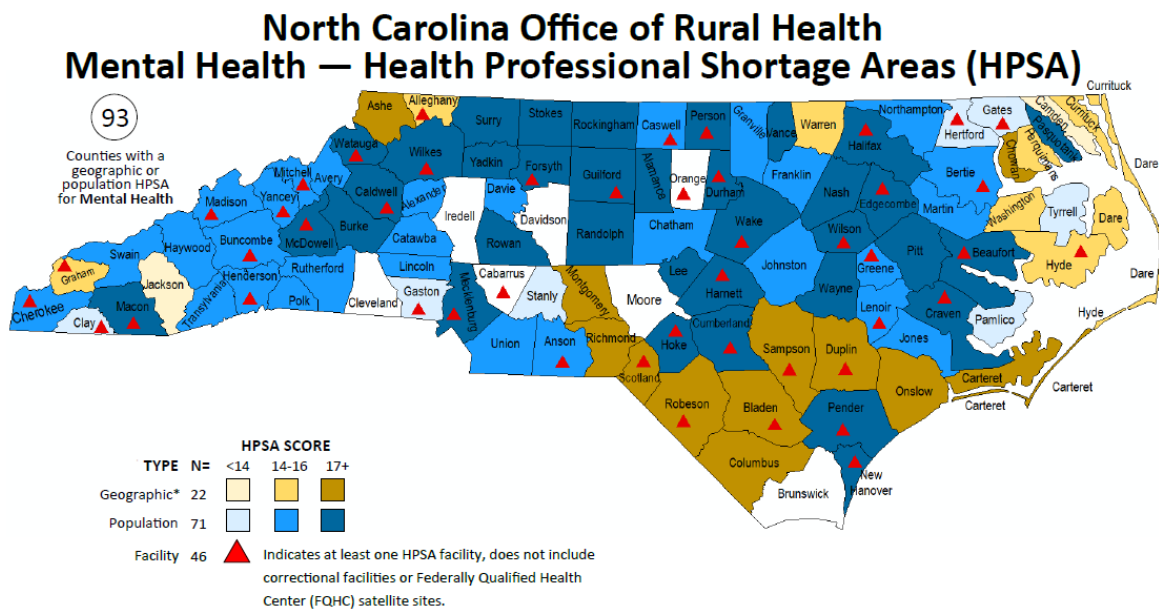 North Carolina Office of Rural Health
Mental Health — Health Professional Shortage Areas (HPSA)
93
Counties with a
geographic or
population HPSA
for Mental Health
Currituck
Ashe
Alleghany
Surry
Stokes
Rockingham
Caswell
Person
Granville
Vance
Warren
Northampton
Gates
Hertford
Camden
Currituck
Pasquotank
Perquimans
Chowan
Halifax
Watauga
Wilkes
Yadkin
Forsyth
Guilford
Alamance
Orange
Durham
Franklin
Nash
Edgecombe
Bertie
Martin
Washington
Tyrrell
Dare
Dare
Mitchell
Avery
Yancey
Madison
Caldwell
Alexander
Iredell
Davie
Davidson
Randolph
Chatham
Wake
Wilson
Pitt
Beaufort
Hyde
Dare
Swain
Haywood
Buncombe
McDowell
Burke
Catawba
Rowan
Graham
Jackson
Henderson
Rutherford
Lincoln
Cabarrus
Stanly
Montgomery
Moore
Lee
Harnett
Johnston
Wayne
Greene
Lenoir
Craven
Pamlico
Hyde
Cherokee
Clay
Macon
Transylvania
Polk
Cleveland
Gaston
Mecklenburg
Union
Anson
Richmond
Scotland
Hoke
Cumberland
Sampson
Duplin
Jones
Onslow
Carteret
Carteret
Carteret
Robeson
Bladen
Pender
Columbus
Brunswick
New
Hanover
HPSA SCORE
TYPE N= <14 14-16 17+
Geographic* 22
Population 71
Facility 46 Indicates at least one HPSA facility, does not include
correctional facilities or Federally Qualified Health
Center (FQHC) satellite sites.